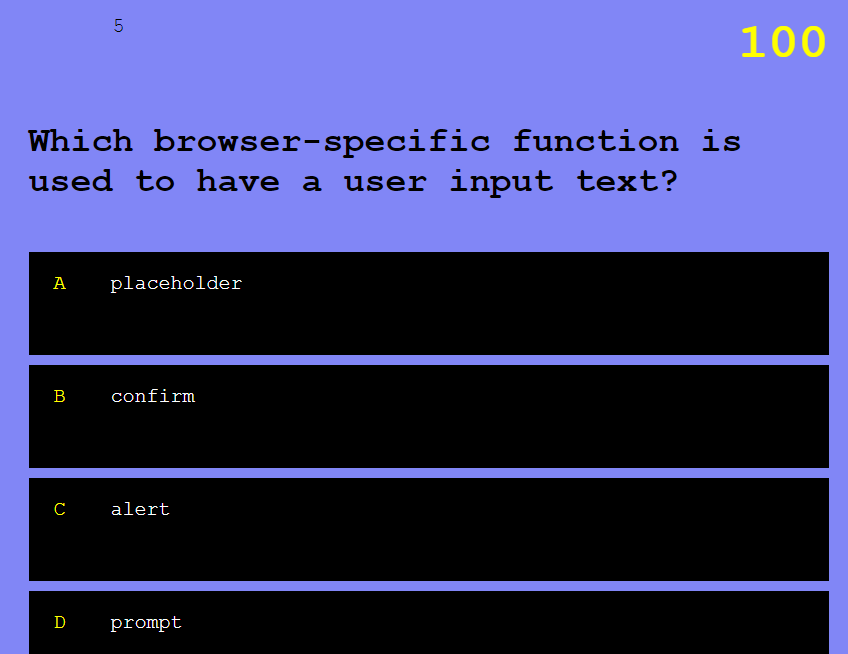 5
100
Which browser-specific function is
used to have a user input text?
A placeholder
B confirm
C alert
D prompt